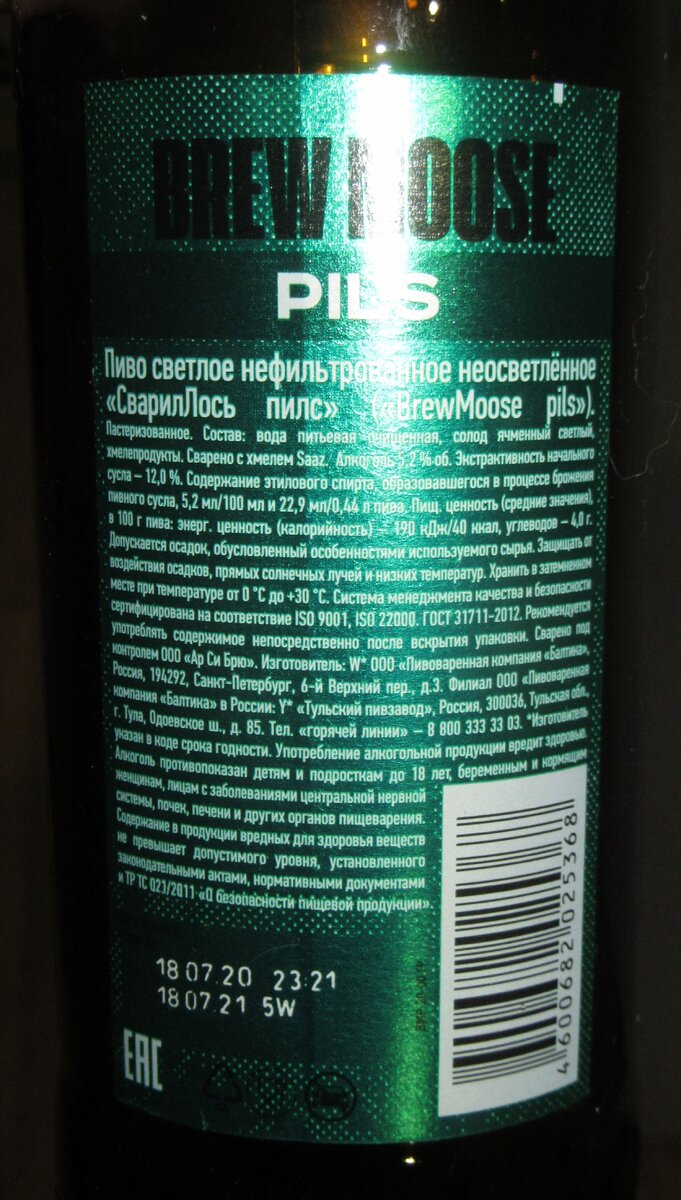 BREW MOOSE
PILS
Пиво светлое нефильтрованное неосветлённое
«СварилЛось пилс» («BrewMoose pils»).
Пастеризованное. Состав: вода питьевая очищенная, солод ячменный светлый,
хмелепродукты. Сварено с хмелем Saaz. Алкоголь 5,2 % об. Экстрактивность начального
сусла – 12,0 %. Содержание этилового спирта, образовавшегося в процессе брожения
пивного сусла, 5,2 мл/100 мл и 22,9 мл/0,44 л пива. Пищ. ценность (средние значения),
в 100 г пива: энерг. ценность (калорийность) – 190 кДж/40 ккал, углеводов – 4,0 г.
Допускается осадок, обусловленный особенностями используемого сырья. Защищать от
воздействия осадков, прямых солнечных лучей и низких температур. Хранить в затемненном
месте при температуре от 0 °С до +30 °С. Система менеджмента качества и безопасности
сертифицирована на соответствие ISO 9001, ISO 22000. ГОСТ 31711-2012. Рекомендуется
употреблять содержимое непосредственно после вскрытия упаковки. Сварено под
контролем ООО «Ар Си Брю». Изготовитель: W* ООО «Пивоваренная компания «Балтика»,
Россия, 194292, Санкт-Петербург, 6-й Верхний пер., д.3. Филиал ООО «Пивоваренная
компания «Балтика» в России: Y* «Тульский пивзавод», Россия, 300036, Тульская обл.,
г. Тула, Одоевское ш., д. 85. Тел. «горячей линии» – 8 800 333 33 03. *Изготовитель
указан в коде срока годности. Употребление алкогольной продукции вредит здоровью.
Алкоголь противопоказан детям и подросткам до 18 лет, беременным и кормящим
женщинам, лицам с заболеваниями центральной нервной
системы, почек, печени и других органов пищеварения.
Содержание в продукции вредных для здоровья веществ
не превышает допустимого уровня, установленного
законодательными актами, нормативными документами
и ТР ТС 021/2011 «О безопасности пищевой продукции».
18 07.20 23:21
18 07.21 5W
EAC
4600682025368